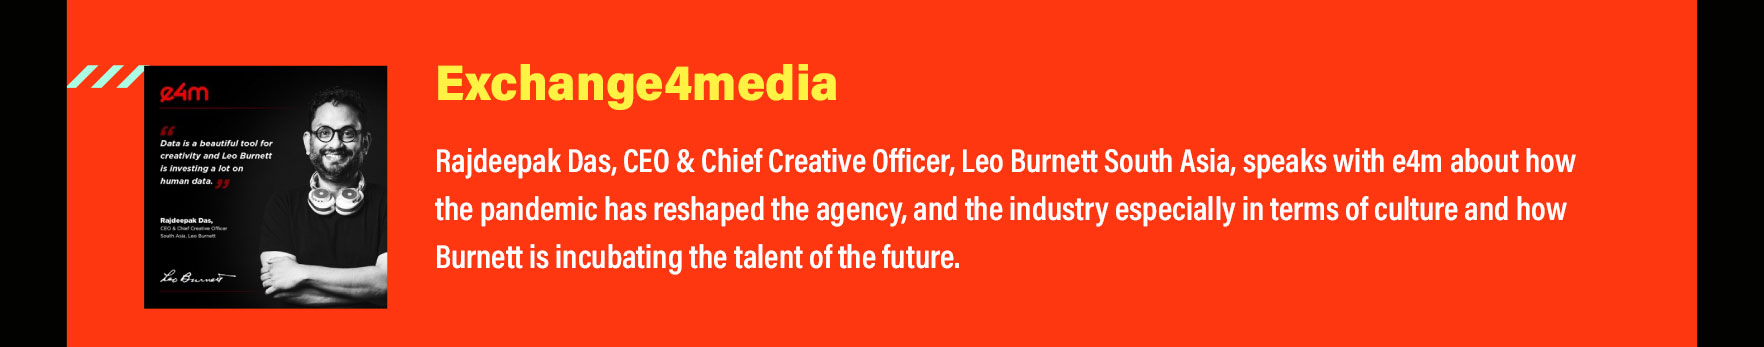 e4m
“
Data is a beautiful tool for
creativity and Leo Burnett
is investing a lot on
human data. ”
Rajdeepak Das,
CEO & Chief Creative Officer
South Asia, Leo Burnett
Leo Burnett
Exchange4media
Rajdeepak Das, CEO & Chief Creative Officer, Leo Burnett South Asia, speaks with e4m about how
the pandemic has reshaped the agency, and the industry especially in terms of culture and how
Burnett is incubating the talent of the future.